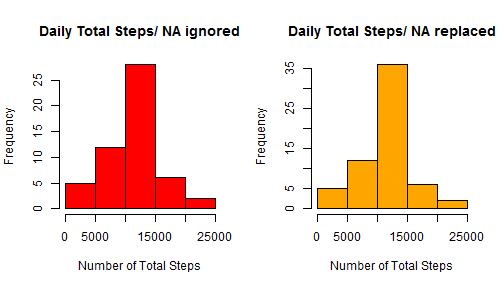 Daily Total Steps/ NA ignored
Frequency
0 5 10 15 20 25
0 5000 15000 25000
Number of Total Steps
Daily Total Steps/ NA replaced
Frequency
0 5 15 25 35
0 5000 15000 25000
Number of Total Steps